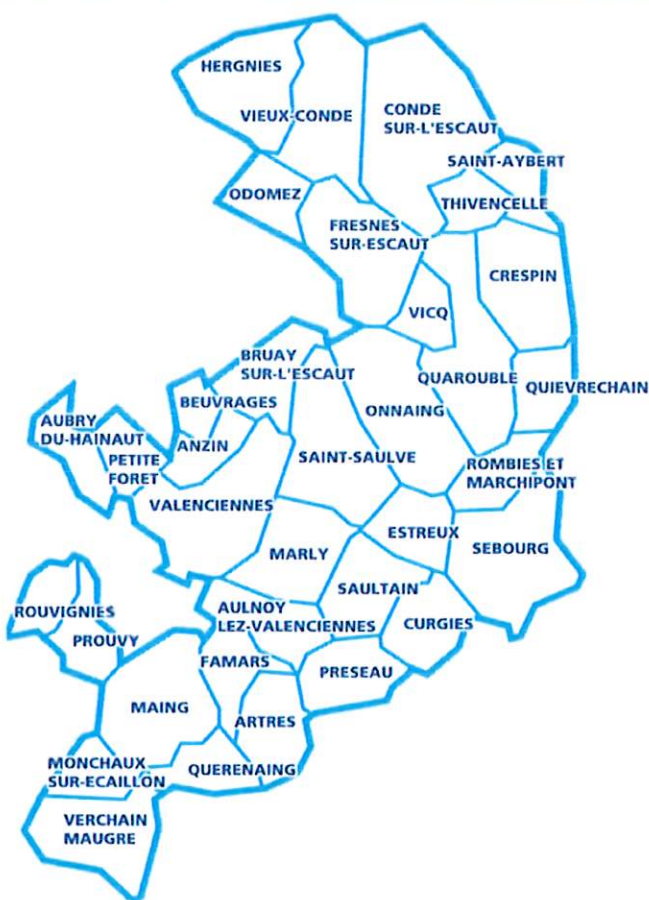 HERGNIES
VIEUX-CONDE
CONDE
SUR-L'ESCAUT
SAINT-AYBERT
ODOMEZ
THIVENCELLE
FRESNES
SUR-ESCAUT
CRESPIN
VICQ
BRUAY
SUR-L'ESCAUT
QUAROUBLE
QUIEVRECHAIN
BEUVRAGES
ONNAING
AUBRY
DU-HAINAUT
ANZIN
PETITE
FORET
SAINT-SAULVE
ROMBIES ET
MARCHIPONT
VALENCIENNES
ESTREUX
SEBOURG
MARLY
SAULTAIN
ROUVIGNIES
AULNOY
LEZ-VALENCIENNES
CURGIES
PROUVY
FAMARS
PRESEAU
MAING
ARTRES
MONCHAUX
SUR-ECAILLON
QUERENAING
VERCHAIN
MAUGRE